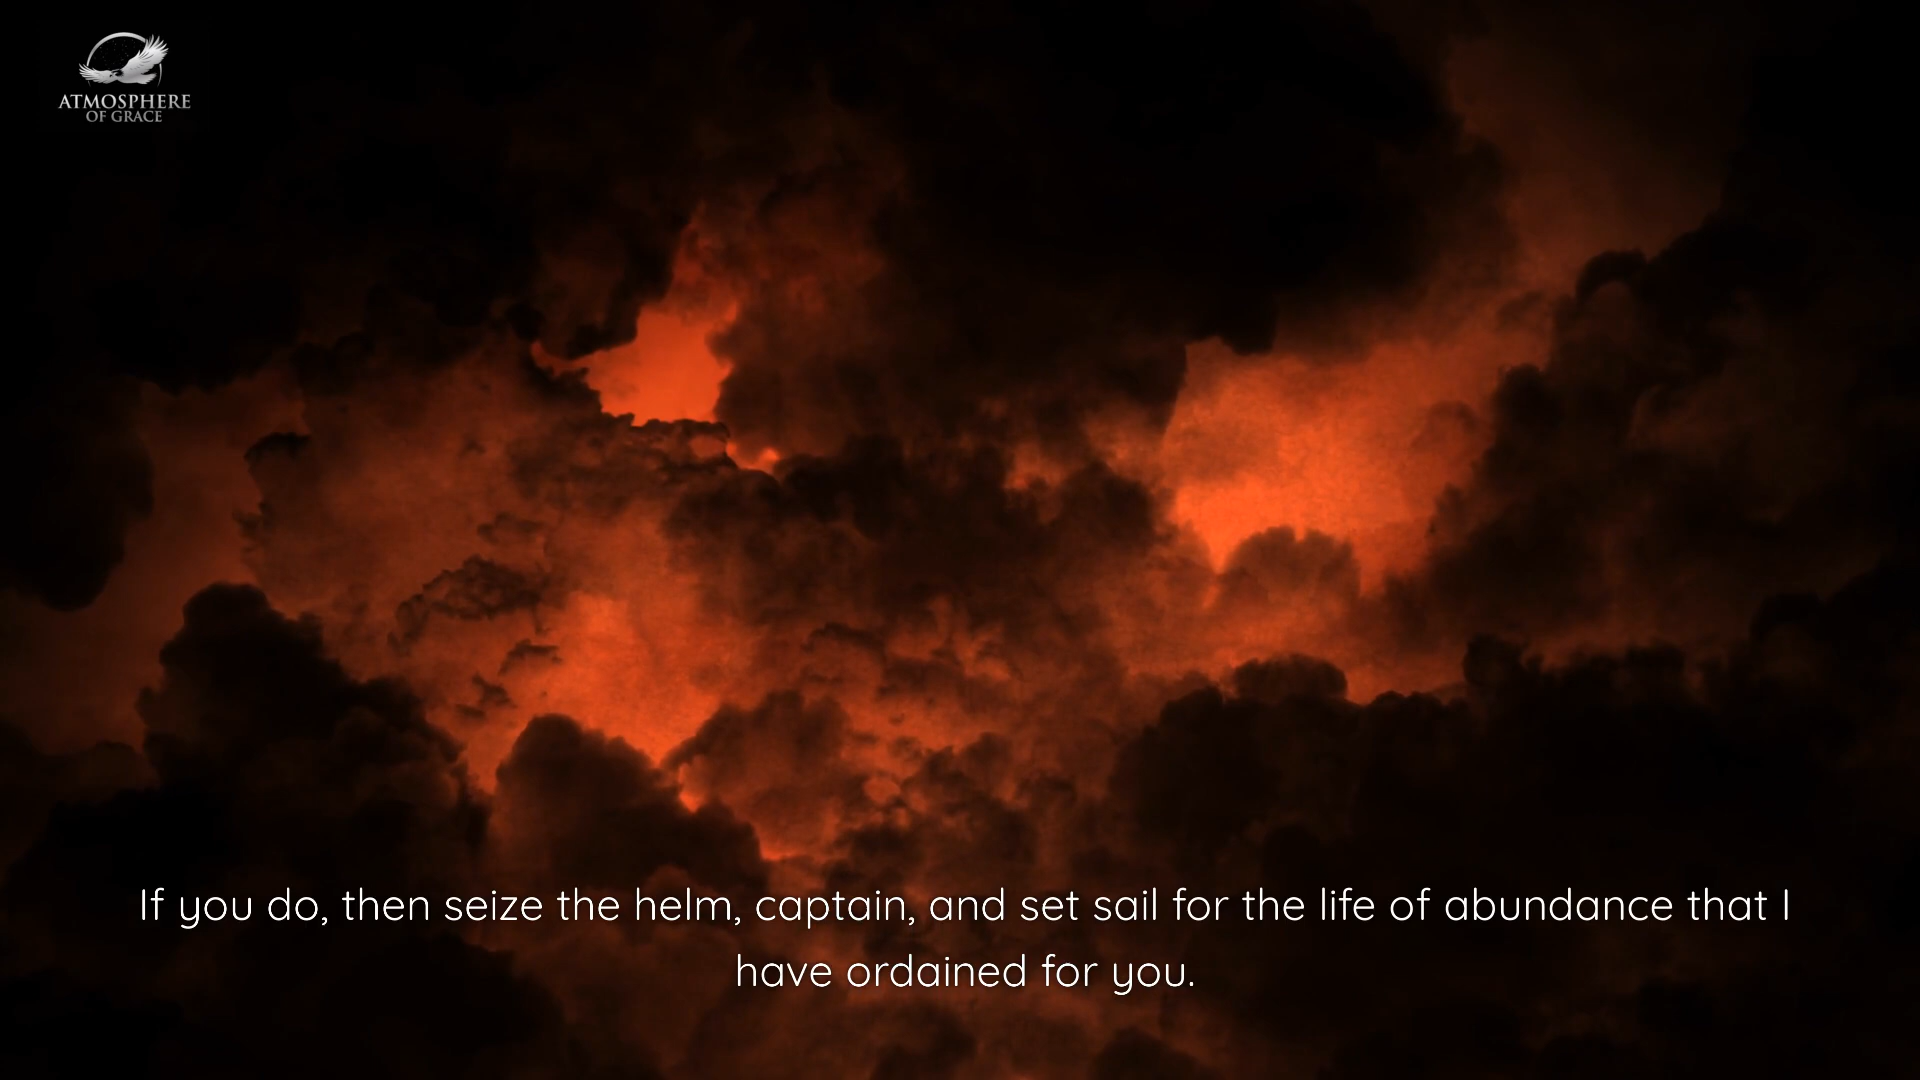 ATMOSPHERE
OF GRACE
If you do, then seize the helm, captain, and set sail for the life of abundance that I
have ordained for you.